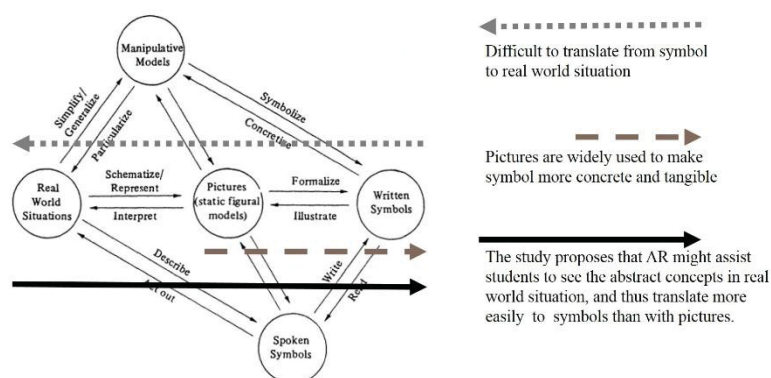 Manipulative
Models
Simplify/
Generalize
Particularize
Symbolize
Concretise
Real
World
Situations
Schematize/
Represent
Interpret
Pictures
(static figural
models)
Formalize
Illustrate
Written
Symbols
Describe
Act out
Write
Read
Spoken
Symbols
Difficult to translate from symbol
to real world situation
Pictures are widely used to make
symbol more concrete and tangible
The study proposes that AR might assist
students to see the abstract concepts in real
world situation, and thus translate more
easily to symbols than with pictures.